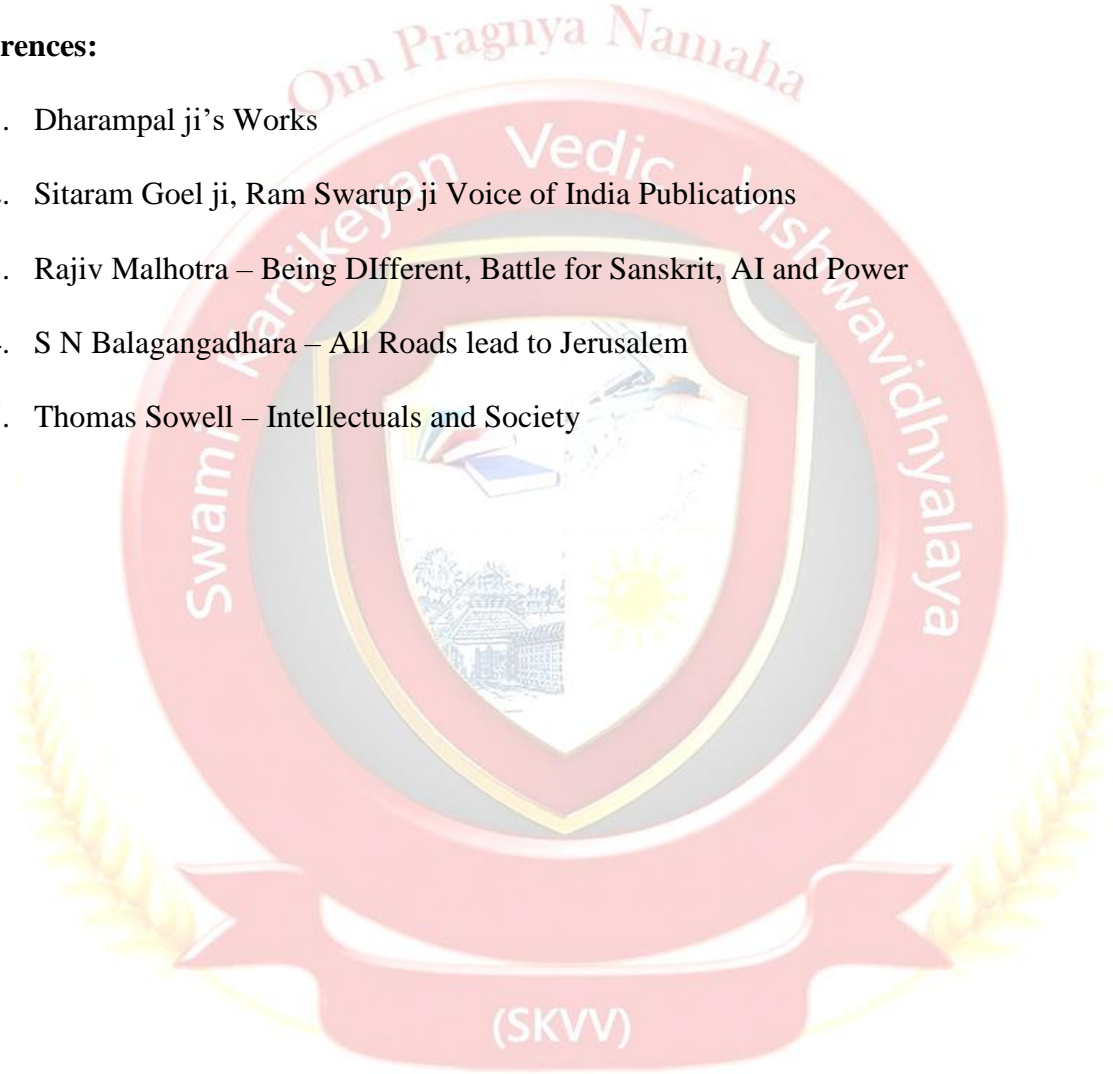 rences:
Om Pragnya Namaha
. Dharampal ji's Works
. Sitaram Goel ji, Ram Swarup ji Voice of India Publications
. Rajiv Malhotra – Being DIfferent, Battle for Sanskrit, AI and Power
. S N Balagangadhara – All Roads lead to Jerusalem
. Thomas Sowell – Intellectuals and Society
Swami Kartikeyan Vedic Vishwavidhyalaya
(SKVV)